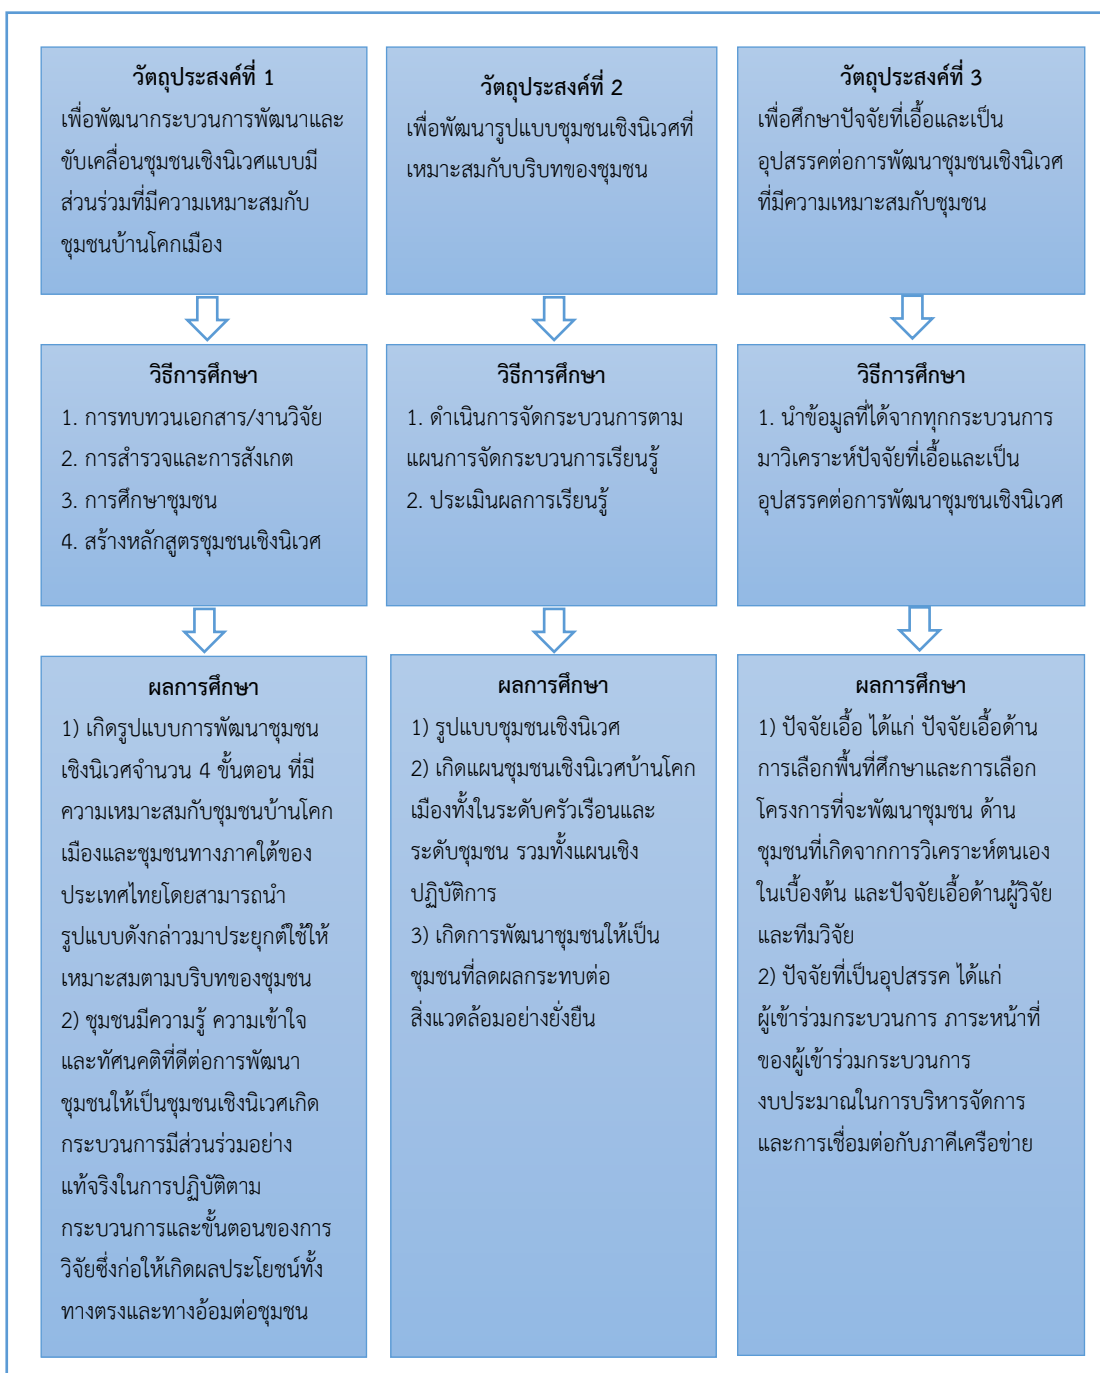 วัตถุประสงค์ที่ 1
เพื่อพัฒนากระบวนการพัฒนาและ
ขับเคลื่อนชุมชนเชิงนิเวศแบบมี
ส่วนร่วมที่มีความเหมาะสมกับ
ชุมชนบ้านโคกเมือง
วัตถุประสงค์ที่ 2
เพื่อพัฒนารูปแบบชุมชนเชิงนิเวศที่
เหมาะสมกับบริบทของชุมชน
วัตถุประสงค์ที่ 3
เพื่อศึกษาปัจจัยที่เอื้อและเป็น
อุปสรรคต่อการพัฒนาชุมชนเชิงนิเวศ
ที่มีความเหมาะสมกับชุมชน
วิธีการศึกษา
1. การทบทวนเอกสาร/งานวิจัย
2. การสำรวจและการสังเกต
3. การศึกษาชุมชน
4. สร้างหลักสูตรชุมชนเชิงนิเวศ
วิธีการศึกษา
1. ดำเนินการจัดกระบวนการตาม
แผนการจัดกระบวนการเรียนรู้
2. ประเมินผลการเรียนรู้
วิธีการศึกษา
1. นำข้อมูลที่ได้จากทุกกระบวนการ
มาวิเคราะห์ปัจจัยที่เอื้อและเป็น
อุปสรรคต่อการพัฒนาชุมชนเชิงนิเวศ
ผลการศึกษา
1) เกิดรูปแบบการพัฒนาชุมชน
เชิงนิเวศจำนวน 4 ขั้นตอน ที่มี
ความเหมาะสมกับชุมชนบ้านโคก
เมืองและชุมชนทางภาคใต้ของ
ประเทศไทยโดยสามารถนำ
รูปแบบดังกล่าวมาประยุกต์ใช้ให้
เหมาะสมตามบริบทของชุมชน
2) ชุมชนมีความรู้ ความเข้าใจ
และทัศนคติที่ดีต่อการพัฒนา
ชุมชนให้เป็นชุมชนเชิงนิเวศเกิด
กระบวนการมีส่วนร่วมอย่าง
แท้จริงในการปฏิบัติตาม
กระบวนการและขั้นตอนของการ
วิจัยซึ่งก่อให้เกิดผลประโยชน์ทั้ง
ทางตรงและทางอ้อมต่อชุมชน
ผลการศึกษา
1) รูปแบบชุมชนเชิงนิเวศ
2) เกิดแผนชุมชนเชิงนิเวศบ้านโคก
เมืองทั้งในระดับครัวเรือนและ
ระดับชุมชน รวมทั้งแผนเชิง
ปฏิบัติการ
3) เกิดการพัฒนาชุมชนให้เป็น
ชุมชนที่ลดผลกระทบต่อ
สิ่งแวดล้อมอย่างยั่งยืน
ผลการศึกษา
1) ปัจจัยเอื้อ ได้แก่ ปัจจัยเอื้อด้าน
การเลือกพื้นที่ศึกษาและการเลือก
โครงการที่จะพัฒนาชุมชน ด้าน
ชุมชนที่เกิดจากการวิเคราะห์ตนเอง
ในเบื้องต้น และปัจจัยเอื้อด้านผู้วิจัย
และทีมวิจัย
2) ปัจจัยที่เป็นอุปสรรค ได้แก่
ผู้เข้าร่วมกระบวนการ ภาระหน้าที่
ของผู้เข้าร่วมกระบวนการ
งบประมาณในการบริหารจัดการ
และการเชื่อมต่อกับภาคีเครือข่าย